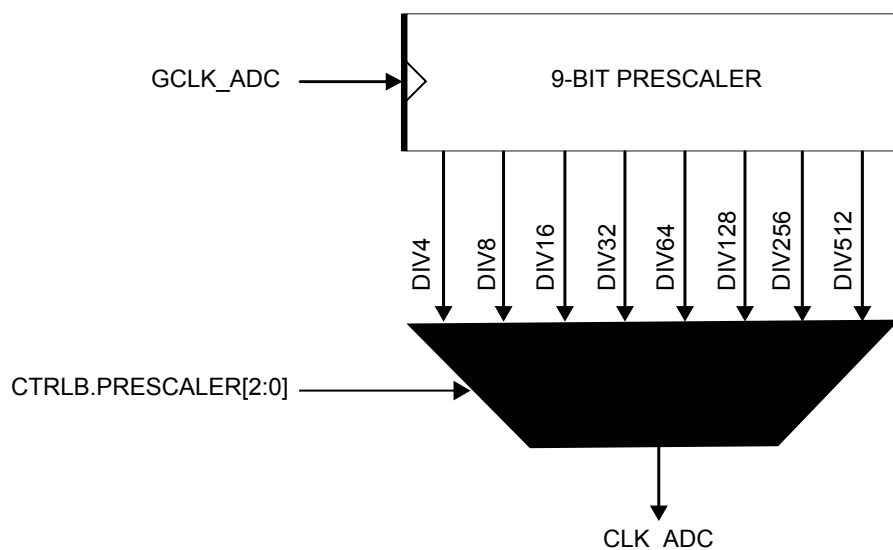 GCLK_ADC
9-BIT PRESCALER
DIV4
DIV8
DIV16
DIV32
DIV64
DIV128
DIV256
DIV512
CTRLB.PRESCALER[2:0]
CLK_ADC